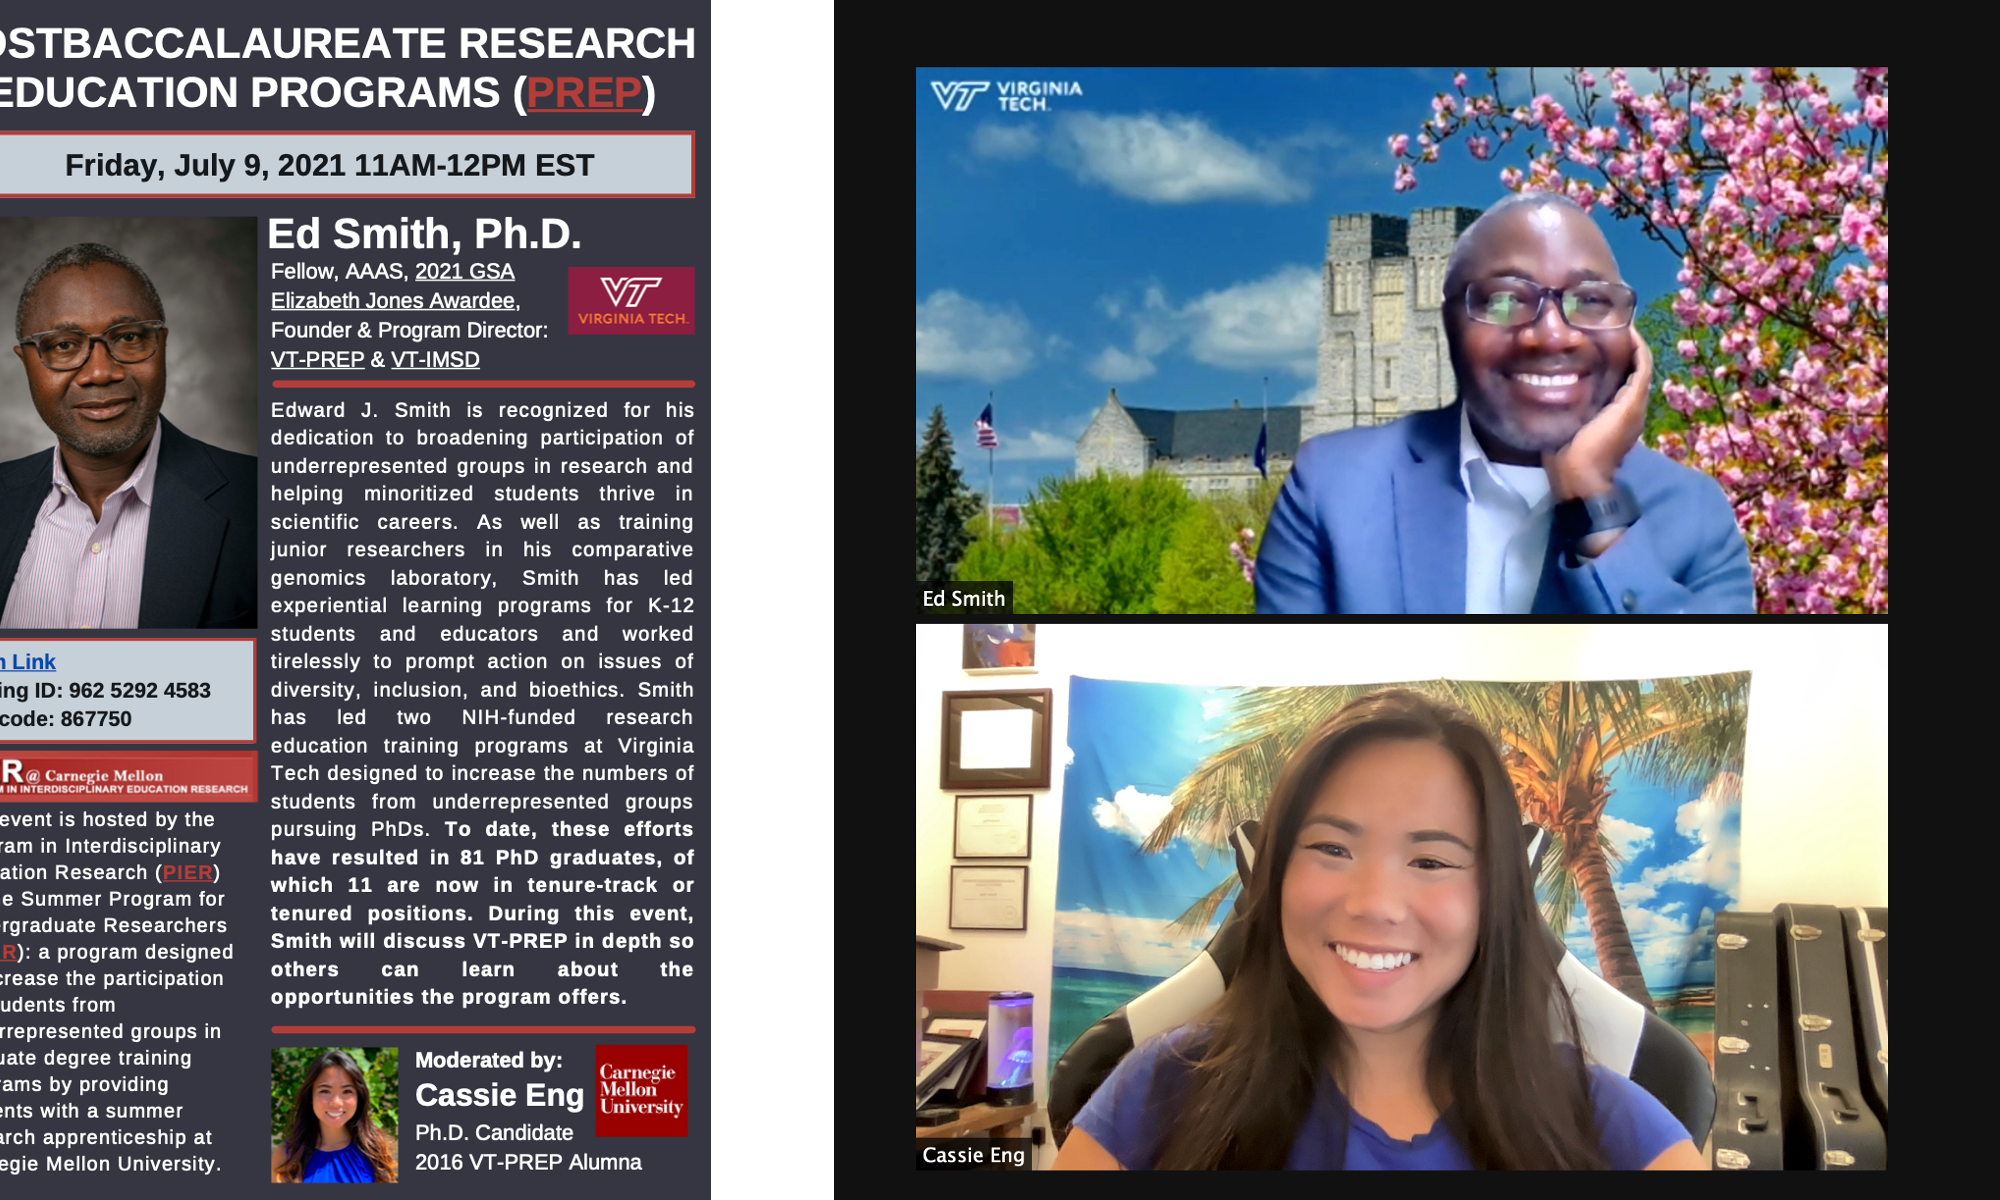 OSTBACCALAUREATE RESEARCH
EDUCATION PROGRAMS (PREP)
Friday, July 9, 2021 11AM-12PM EST
Ed Smith, Ph.D.
Fellow, AAAS, 2021 GSA
Elizabeth Jones Awardee,
Founder & Program Director:
VT-PREP & VT-IMSD
VT
VIRGINIA TECH.
Edward J. Smith is recognized for his
dedication to broadening participation of
underrepresented groups in research and
helping minoritized students thrive in
scientific careers. As well as training
junior researchers in his comparative
genomics laboratory, Smith has led
experiential learning programs for K-12
students and educators and worked
tirelessly to prompt action on issues of
diversity, inclusion, and bioethics. Smith
has led two NIH-funded research
education training programs at Virginia
Tech designed to increase the numbers of
students from underrepresented groups
pursuing PhDs. To date, these efforts
have resulted in 81 PhD graduates, of
which 11 are now in tenure-track or
tenured positions. During this event,
Smith will discuss VT-PREP in depth so
others can learn about the
opportunities the program offers.
n Link
ing ID: 962 5292 4583
code: 867750
R @ Carnegie Mellon
M IN INTERDISCIPLINARY EDUCATION RESEARCH
event is hosted by the
ram in Interdisciplinary
ation Research (PIER)
e Summer Program for
rgraduate Researchers
R): a program designed
crease the participation
udents from
rrepresented groups in
uate degree training
rams by providing
ents with a summer
arch apprenticeship at
egie Mellon University.
Moderated by:
Cassie Eng
Ph.D. Candidate
2016 VT-PREP Alumna
Carnegie
Mellon
University
VT VIRGINIA
TECH.
Ed Smith
Cassie Eng